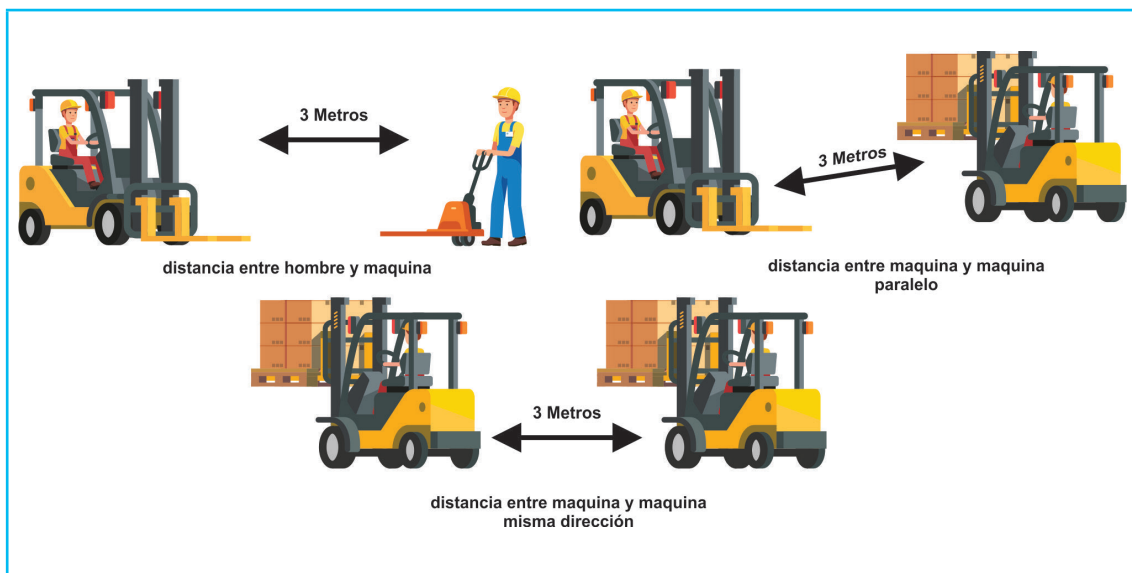 3 Metros
distancia entre hombre y maquina
3 Metros
distancia entre maquina y maquina
paralelo
3 Metros
distancia entre maquina y maquina
misma dirección